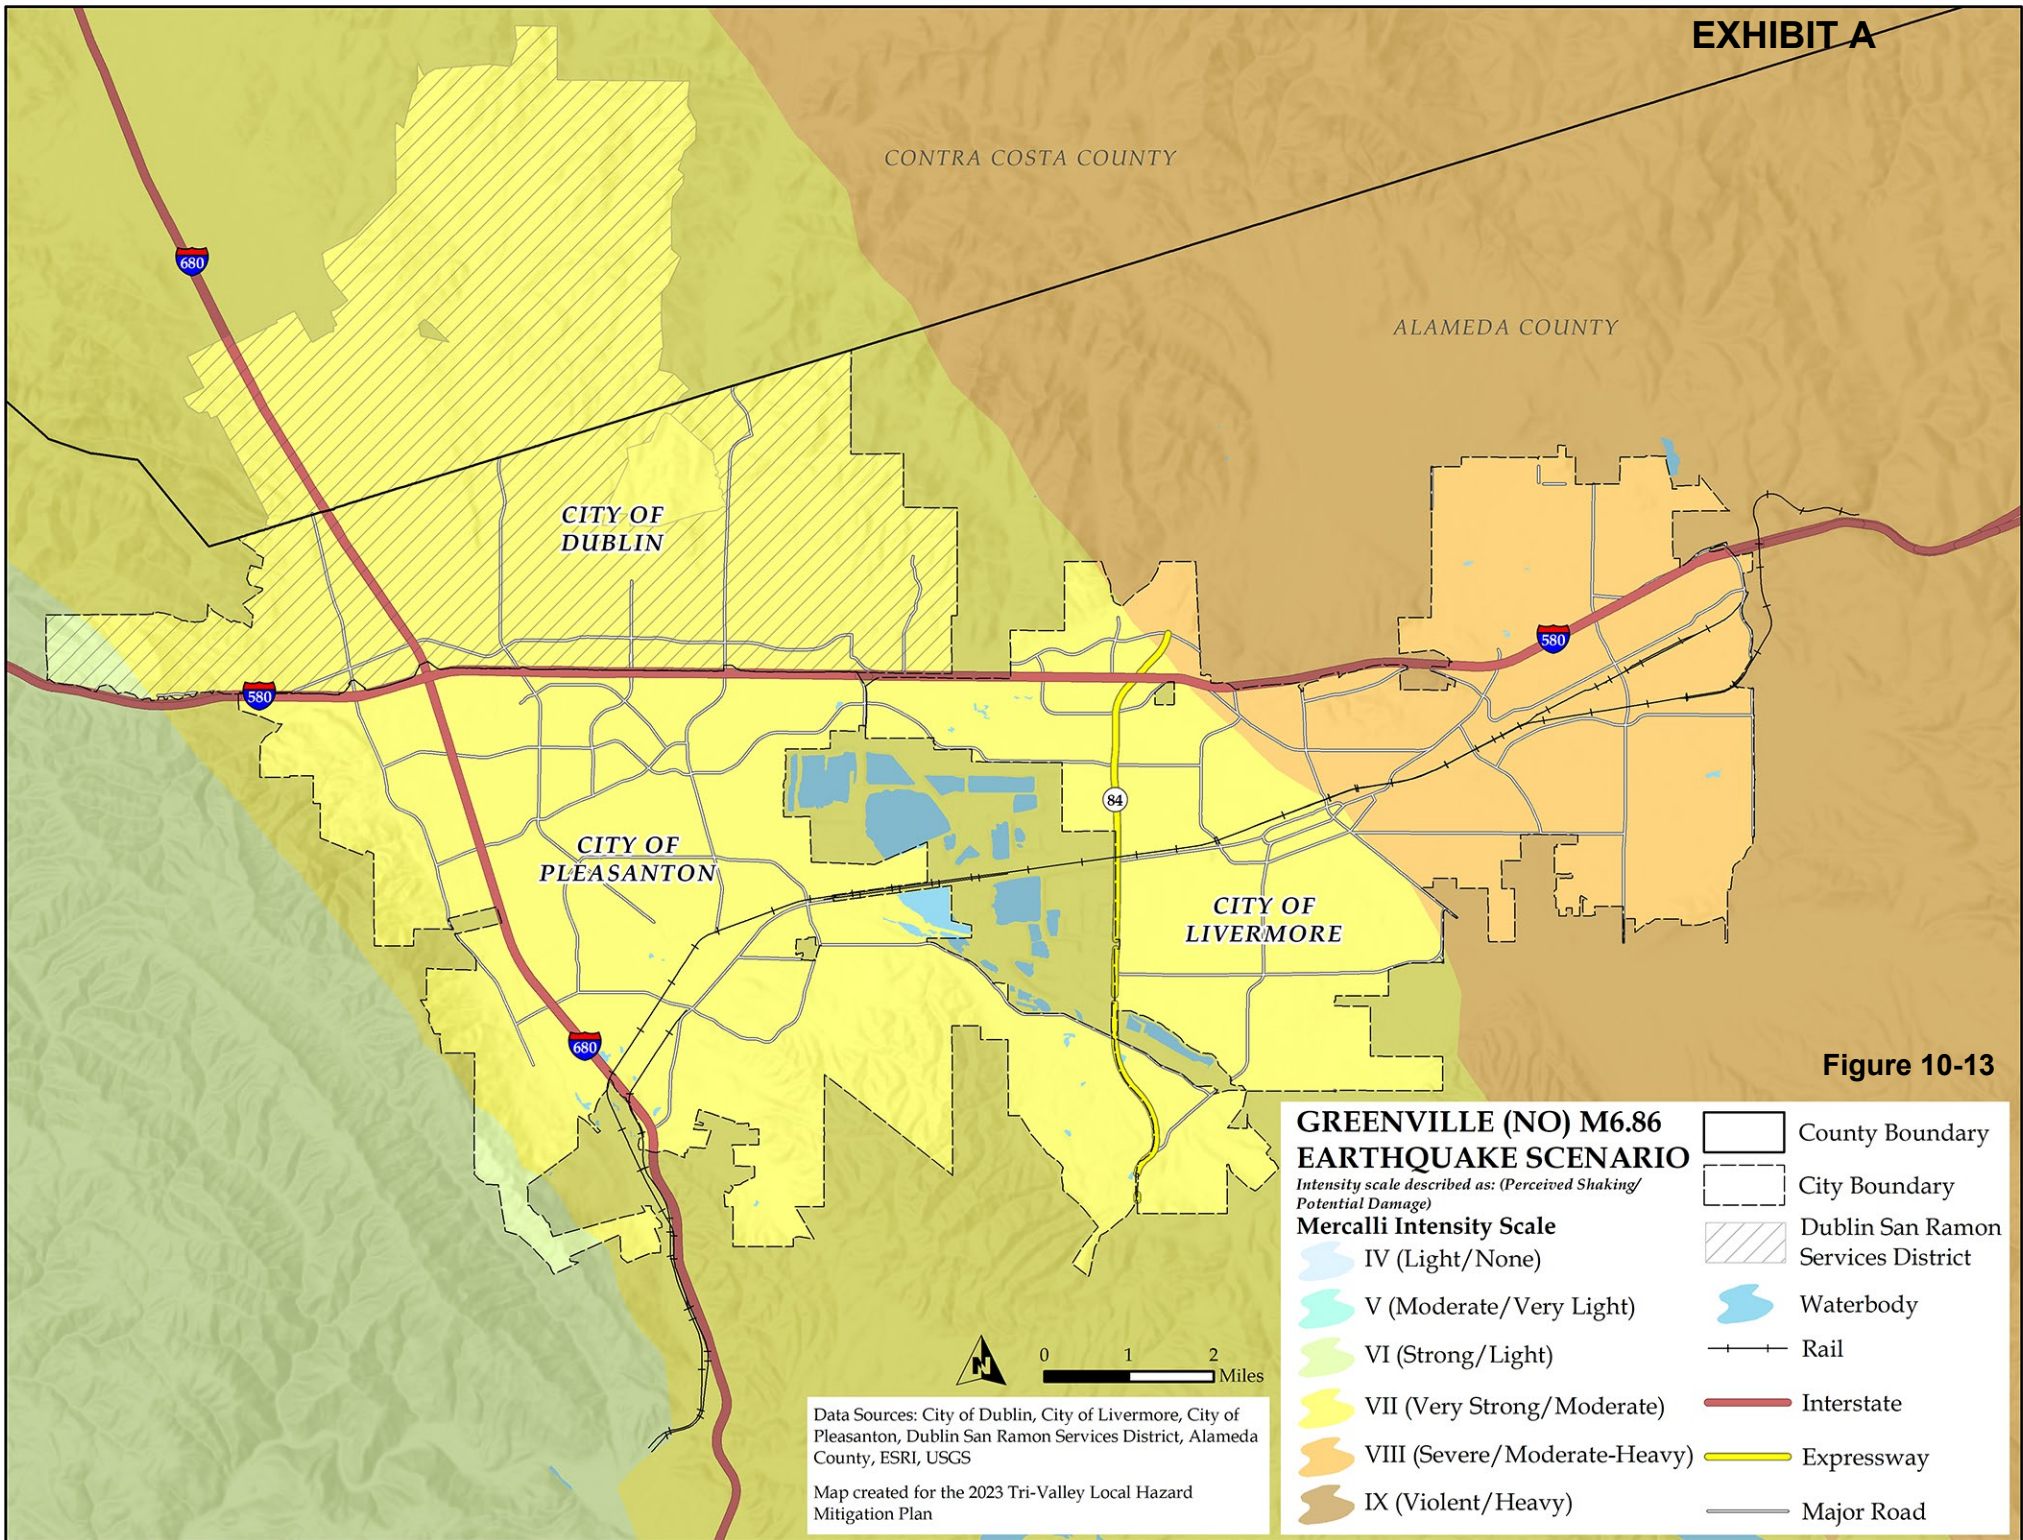 EXHIBIT A
CONTRA COSTA COUNTY
680
ALAMEDA COUNTY
CITY OF
DUBLIN
580
580
84
CITY OF
PLEASANTON
CITY OF
LIVERMORE
680
Figure 10-13
GREENVILLE (NO) M6.86
EARTHQUAKE SCENARIO
Intensity scale described as: (Perceived Shaking/
Potential Damage)
Mercalli Intensity Scale
IV (Light/None)
V (Moderate/Very Light)
VI (Strong/Light)
VII (Very Strong/Moderate)
VIII (Severe/Moderate-Heavy)
IX (Violent/Heavy)
County Boundary
City Boundary
Dublin San Ramon
Services District
Waterbody
Rail
Interstate
Expressway
Major Road
N
0 1 2
Miles
Data Sources: City of Dublin, City of Livermore, City of
Pleasanton, Dublin San Ramon Services District, Alameda
County, ESRI, USGS
Map created for the 2023 Tri-Valley Local Hazard
Mitigation Plan